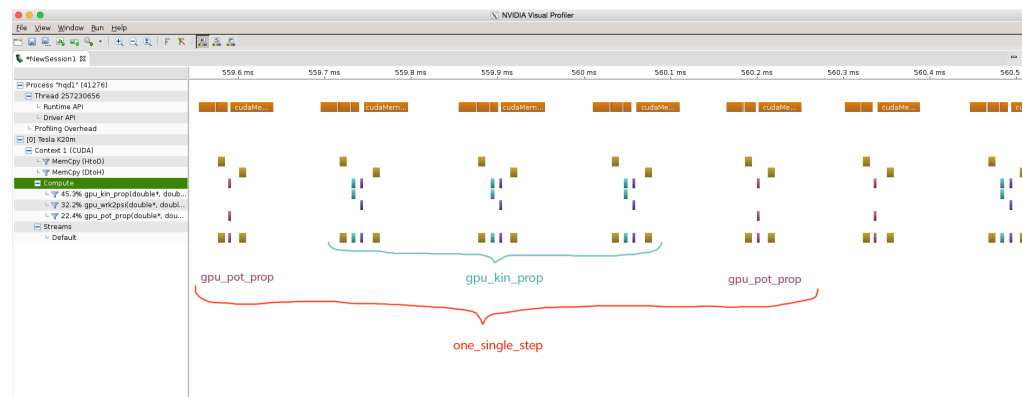 NVIDIA Visual Profiler
File View Window Run Help
*NewSession1
559.6 ms 559.7 ms 559.8 ms 559.9 ms 560 ms 560.1 ms 560.2 ms 560.3 ms 560.4 ms 560.5
Process "hqd1" (41276)
Thread 257230656
Runtime API cudaMe... cudaMem... cudaMem... cudaMe... cudaMe... cudaMe... cu
Driver API
Profiling Overhead
[0] Tesla K20m
Context 1 (CUDA)
MemCpy (HtoD)
MemCpy (DtoH)
Compute
45.3% gpu_kin_prop(double*, doub...
32.2% gpu_wrk2psi(double*, doubl...
22.4% gpu_pot_prop(double*, dou...
Streams
Default
gpu_pot_prop gpu_kin_prop gpu_pot_prop
one_single_step